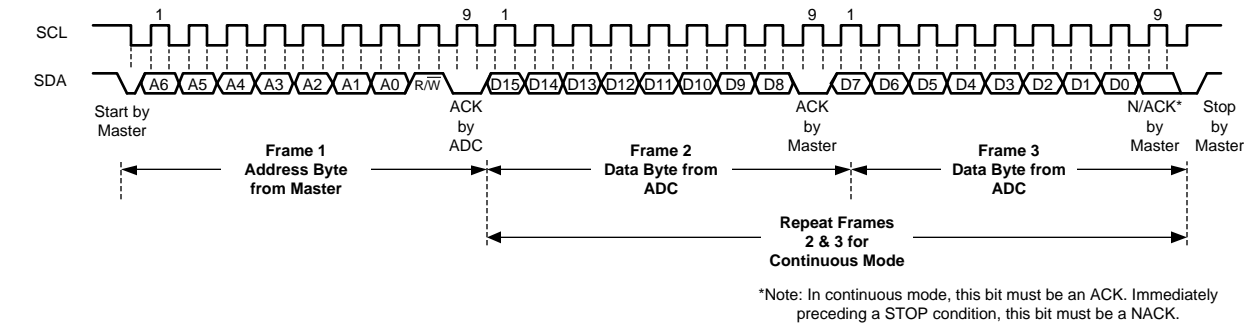 1 9 1 9 1 9
SCL
SDA
A6 A5 A4 A3 A2 A1 A0 R/W D15 D14 D13 D12 D11 D10 D9 D8 D7 D6 D5 D4 D3 D2 D1 D0
Start by
Master
ACK
by
ADC
ACK
by
Master
N/ACK*
by
Master
Stop
by
Master
Frame 1
Address Byte
from Master
Frame 2
Data Byte from
ADC
Frame 3
Data Byte from
ADC
Repeat Frames
2 & 3 for
Continuous Mode
*Note: In continuous mode, this bit must be an ACK. Immediately
preceding a STOP condition, this bit must be a NACK.